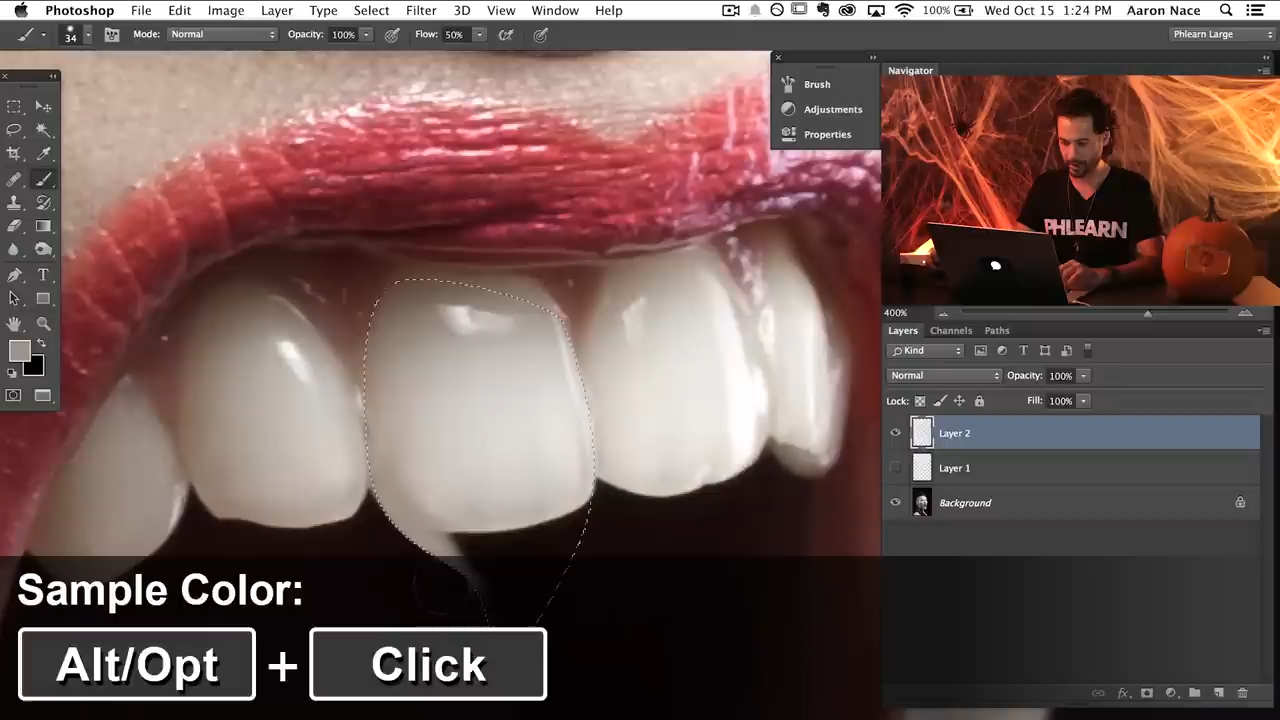 Photoshop File Edit Image Layer Type Select Filter 3D View Window Help 100% Wed Oct 15 1:24 PM Aaron Nace
34 Mode: Normal Opacity: 100% Flow: 50% Phlearn Large
Navigator
Brush
Adjustments
Properties
PHLEARN
400%
Layers Channels Paths
Kind
Normal Opacity: 100%
Lock: Fill: 100%
Layer 2
Layer 1
Background
Sample Color:
Alt/Opt + Click
fx